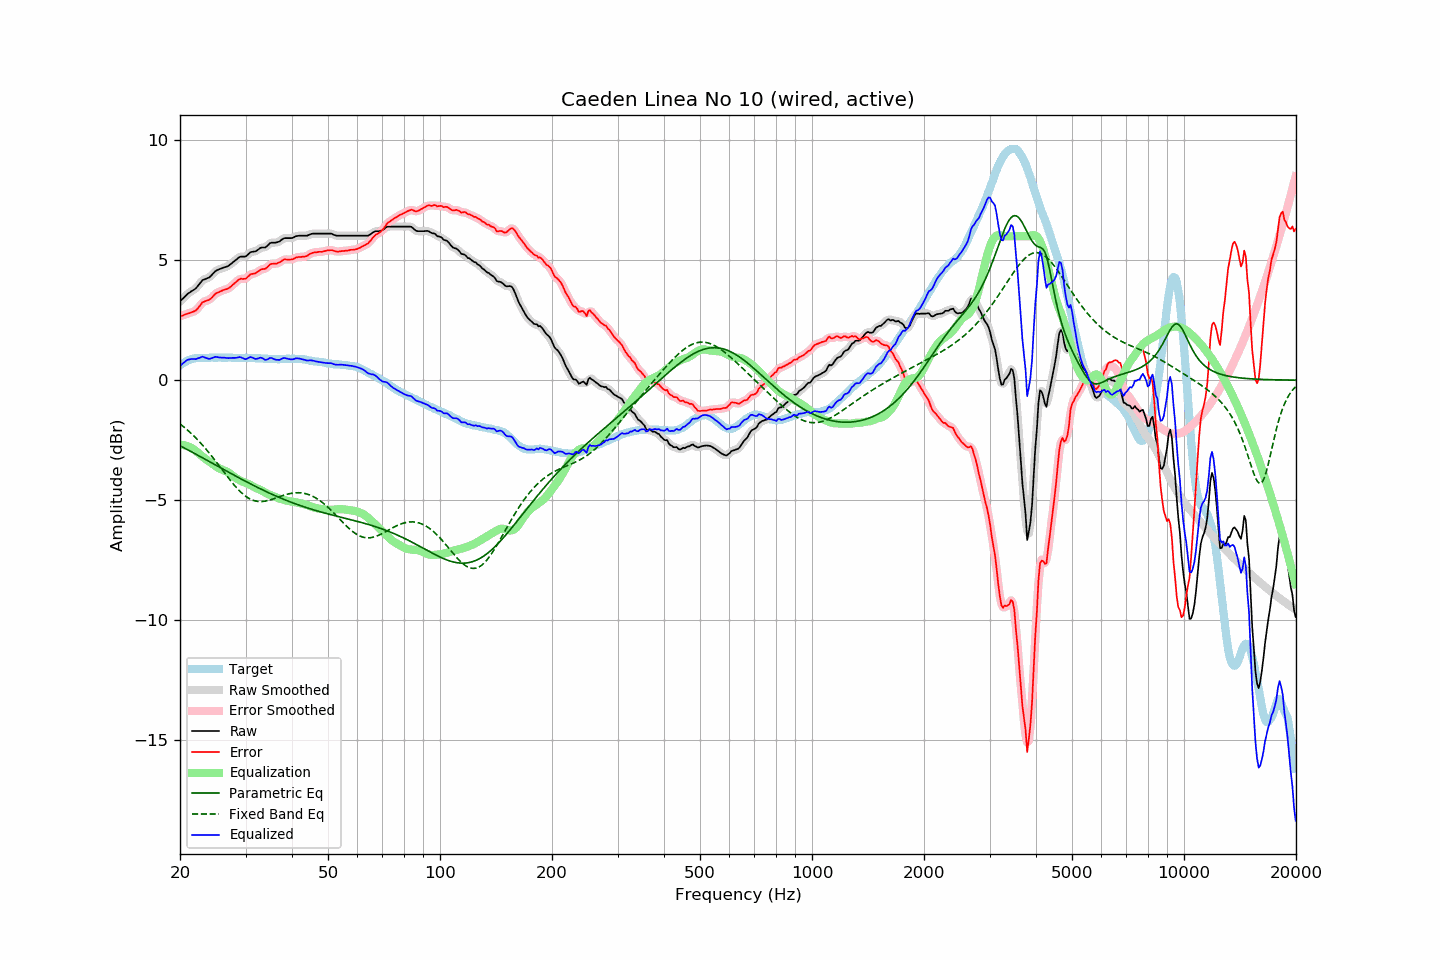 Caeden Linea No 10 (wired, active)
10
5
0
−5
−10
−15
Amplitude (dBr)
Target
Raw Smoothed
Error Smoothed
Raw
Error
Equalization
Parametric Eq
Fixed Band Eq
Equalized
20 50 100 200 500 1000 2000 5000 10000 20000
Frequency (Hz)